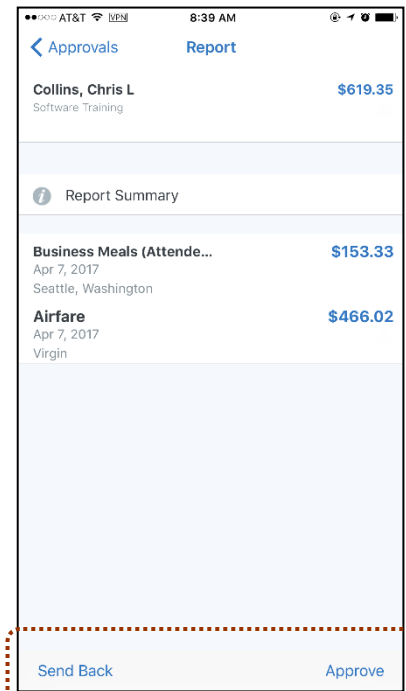 AT&T VPN 8:39 AM
Approvals Report
Collins, Chris L $619.35
Software Training
Report Summary
Business Meals (Attende... $153.33
Apr 7, 2017
Seattle, Washington
Airfare $466.02
Apr 7, 2017
Virgin
Send Back Approve